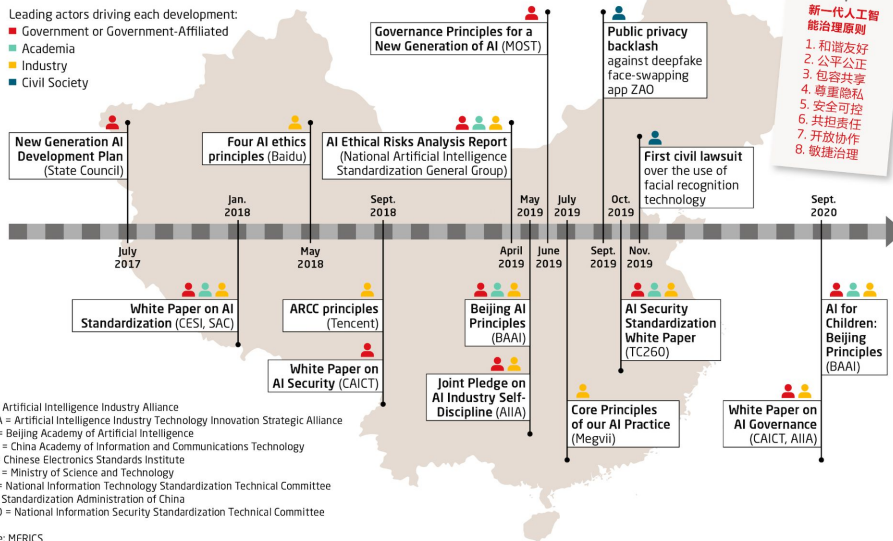 Leading actors driving each development:
Government or Government-Affiliated
Academia
Industry
Civil Society
新一代人工智
能治理原则
1. 和谐友好
2. 公平公正
3. 包容共享
4. 尊重隐私
5. 安全可控
6. 共担责任
7. 开放协作
8. 敏捷治理
Governance Principles for a
New Generation of AI (MOST)
Public privacy
backlash
against deepfake
face-swapping
app ZAO
New Generation AI
Development Plan
(State Council)
Four AI ethics
principles (Baidu)
AI Ethical Risks Analysis Report
(National Artificial Intelligence
Standardization General Group)
First civil lawsuit
over the use of
facial recognition
technology
Jan.
2018
Sept.
2018
May
2019
July
2019
Oct.
2019
Sept.
2020
July
2017
May
2018
April
2019
June
2019
Sept.
2019
Nov.
2019
White Paper on AI
Standardization (CESI, SAC)
ARCC principles
(Tencent)
White Paper on
AI Security (CAICT)
Beijing AI
Principles
(BAAI)
Joint Pledge on
AI Industry Self-
Discipline (AIIA)
AI Security
Standardization
White Paper
(TC260)
Core Principles
of our AI Practice
(Megvii)
AI for
Children:
Beijing
Principles
(BAAI)
White Paper on
AI Governance
(CAICT, AIIA)
Artificial Intelligence Industry Alliance
= Artificial Intelligence Industry Technology Innovation Strategic Alliance
= Beijing Academy of Artificial Intelligence
= China Academy of Information and Communications Technology
Chinese Electronics Standards Institute
= Ministry of Science and Technology
= National Information Technology Standardization Technical Committee
Standardization Administration of China
= National Information Security Standardization Technical Committee
MERICS